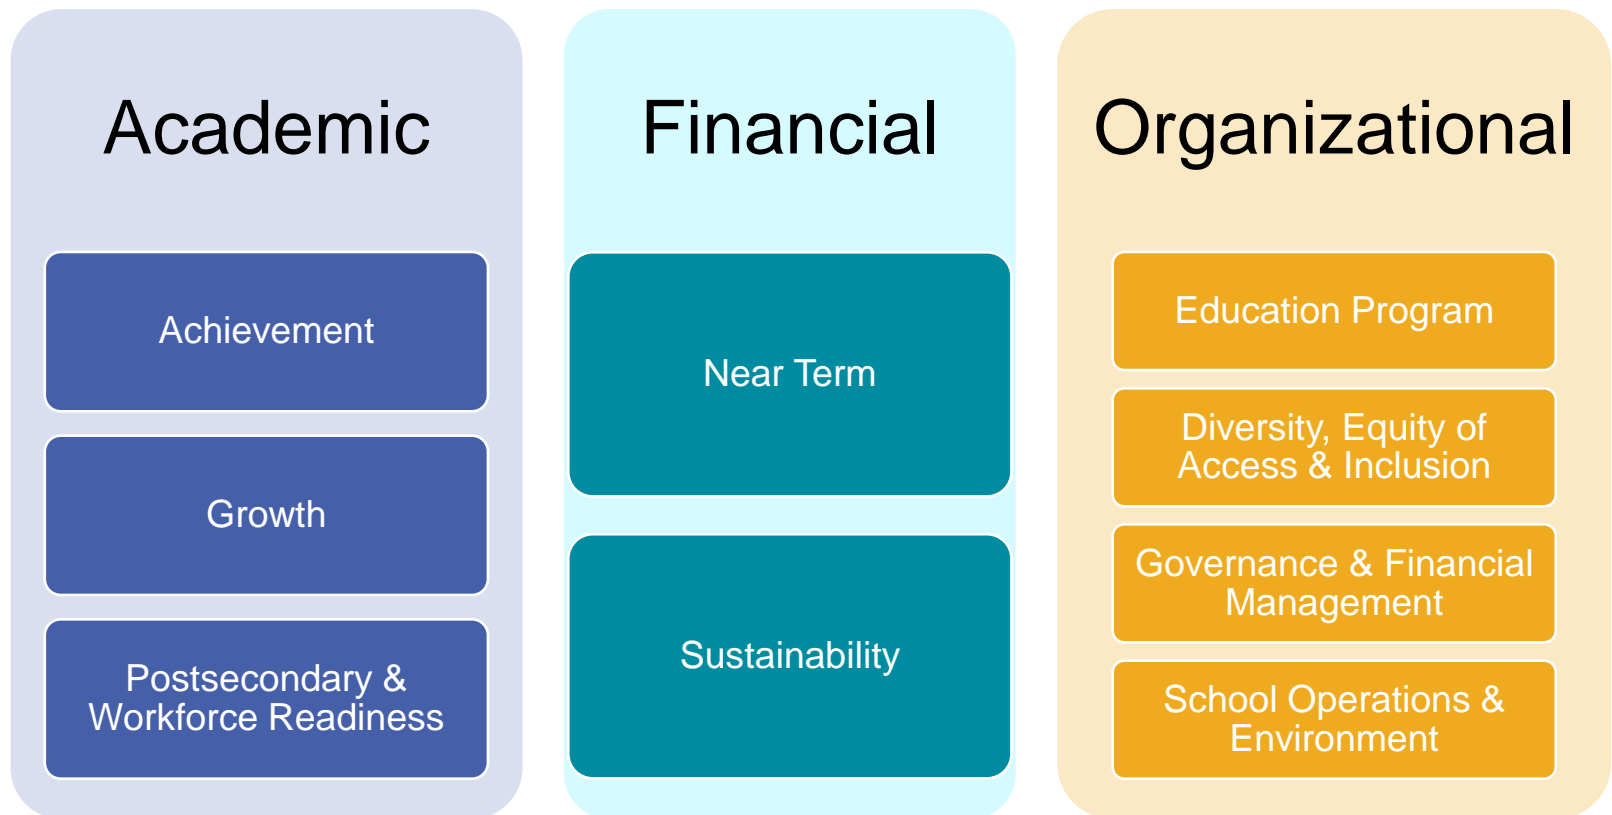 Academic
Achievement
Growth
Postsecondary &
Workforce Readiness
Financial
Near Term
Sustainability
Organizational
Education Program
Diversity, Equity of
Access & Inclusion
Governance & Financial
Management
School Operations &
Environment